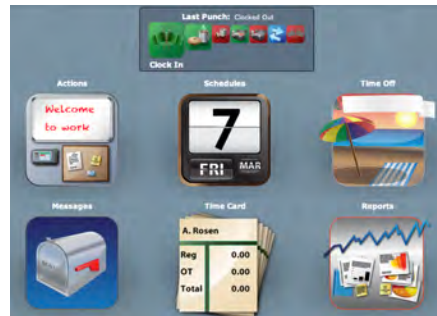 Last Punch: Clocked Out
Clock In
Actions
Schedules
Time Off
Welcome
to work
7
FRI
MAR
Messages
Time Card
Reports
A. Rosen
Reg 0.00
OT 0.00
Total 0.00